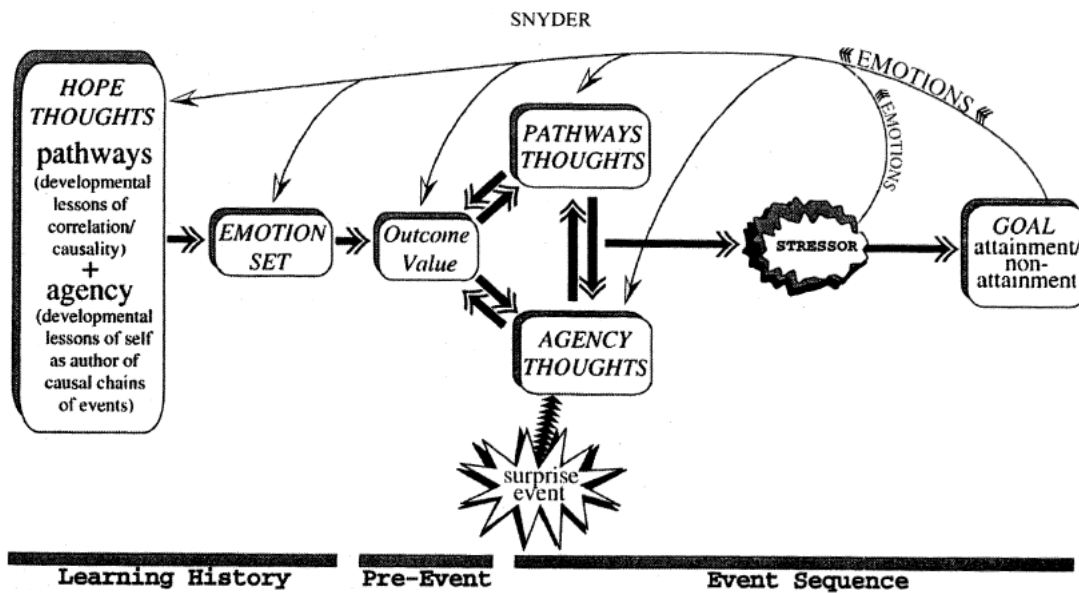 SNYDER
HOPE
THOUGHTS
pathways
(developmental
lessons of
correlation/
causality)
+
agency
(developmental
lessons of self
as author of
causal chains
of events)
EMOTION
SET
Outcome
Value
PATHWAYS
THOUGHTS
AGENCY
THOUGHTS
surprise
event
STRESSOR
EMOTIONS
EMOTIONS
GOAL
attainment/
non-
attainment
Learning History
Pre-Event
Event Sequence